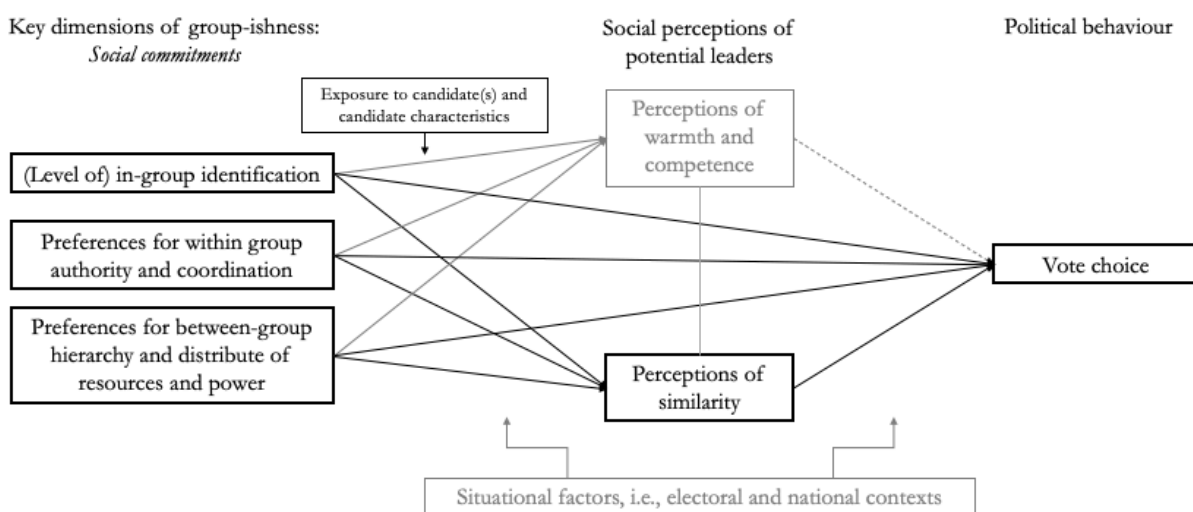 Key dimensions of group-ishness:
Social commitments
Social perceptions of
potential leaders
Political behaviour
Exposure to candidate(s) and
candidate characteristics
Perceptions of
warmth and
competence
(Level of) in-group identification
Preferences for within group
authority and coordination
Vote choice
Preferences for between-group
hierarchy and distribute of
resources and power
Perceptions of
similarity
Situational factors, i.e., electoral and national contexts